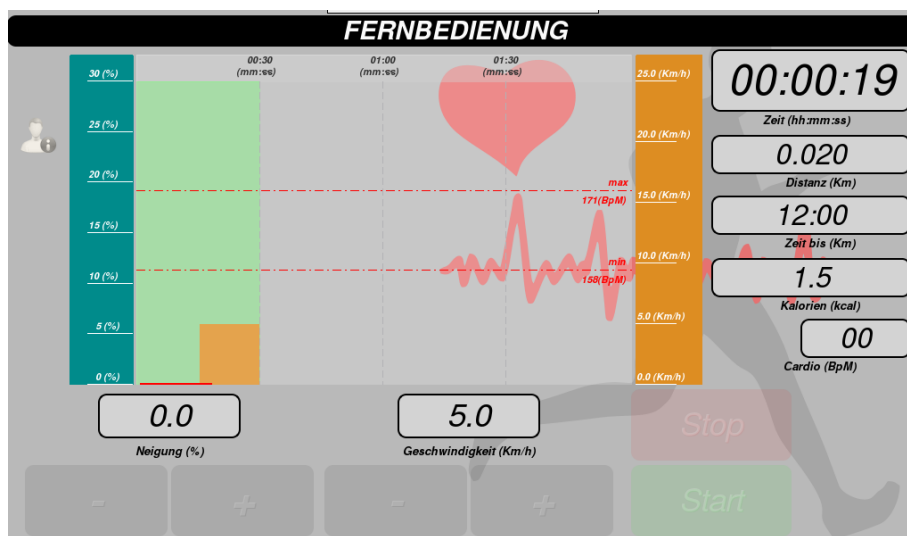 FERNBEDIENUNG
00:30
(mm:ss)
01:00
(mm:ss)
01:30
(mm:ss)
30 (%)
25 (%)
20 (%)
15 (%)
10 (%)
5 (%)
0 (%)
max
171(BpM)
min
158(BpM)
25.0 (Km/h)
20.0 (Km/h)
15.0 (Km/h)
10.0 (Km/h)
5.0 (Km/h)
0.0 (Km/h)
00:00:19
Zeit (hh:mm:ss)
0.020
Distanz (Km)
12:00
Zeit bis (Km)
1.5
Kalorien (kcal)
00
Cardio (BpM)
0.0
Neigung (%)
5.0
Geschwindigkeit (Km/h)
Stop
- + - +
Start